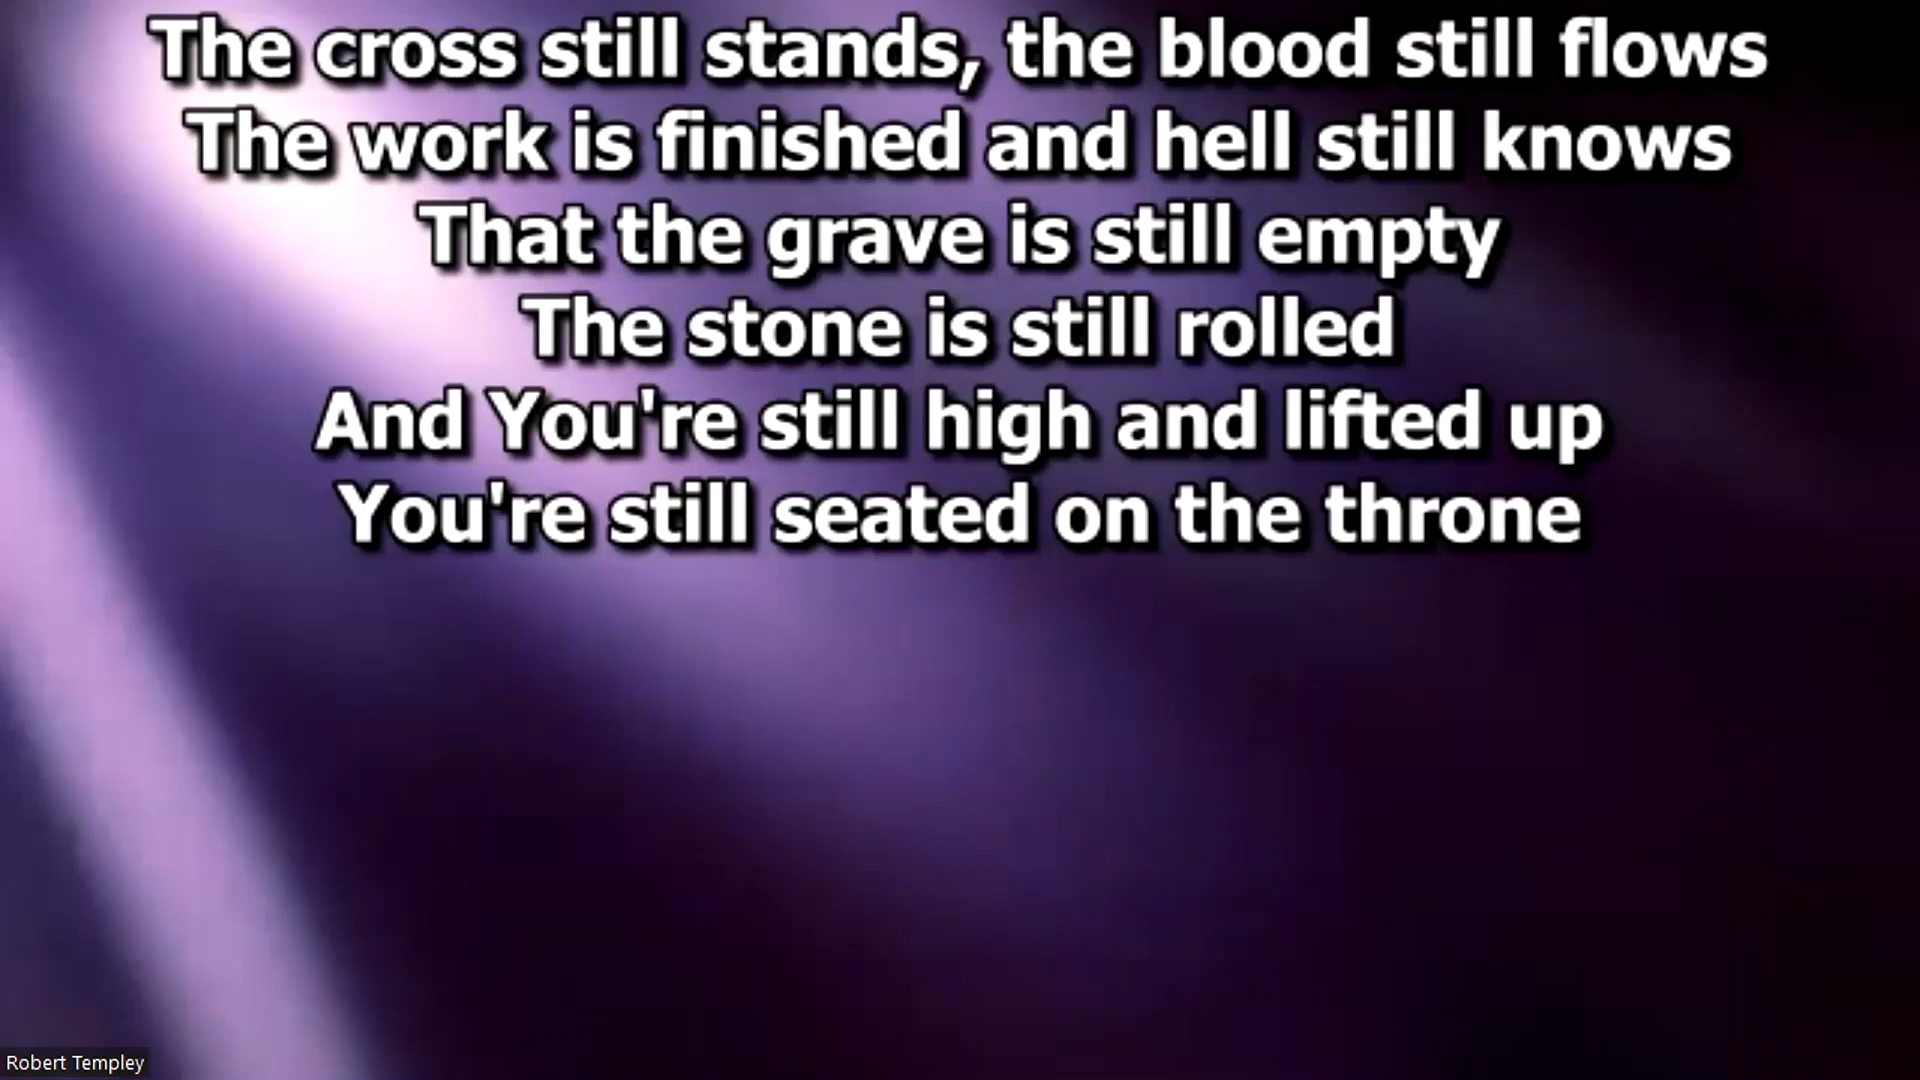 The cross still stands, the blood still flows
The work is finished and hell still knows
That the grave is still empty
The stone is still rolled
And You're still high and lifted up
You're still seated on the throne
Robert Templey